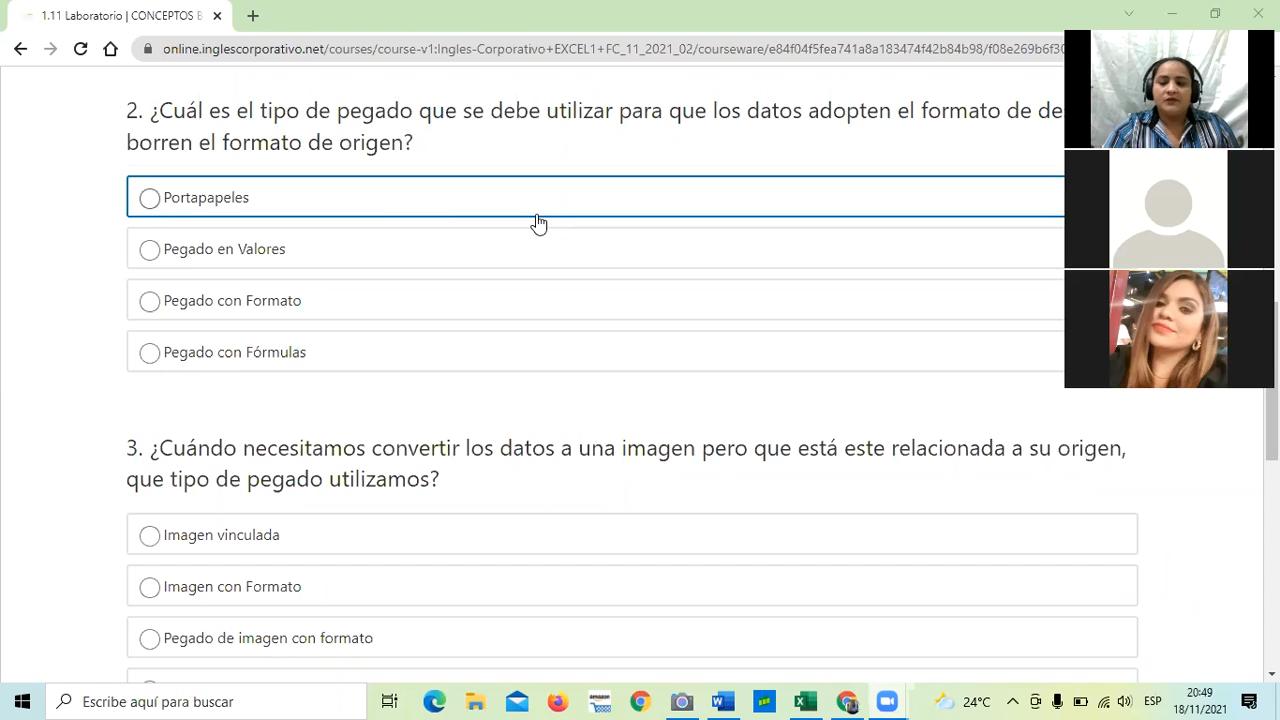 1.11 Laboratorio | CONCEPTOS B
online.inglescorporativo.net/courses/course-v1:Ingles-Corporativo+EXCEL1+FC_11_2021_02/courseware/e84f04f5fea741a8a183474f42b84b98/f08e269b6f30
2. ¿Cuál es el tipo de pegado que se debe utilizar para que los datos adopten el formato de de
borren el formato de origen?
Portapapeles
Pegado en Valores
Pegado con Formato
Pegado con Fórmulas
3. ¿Cuándo necesitamos convertir los datos a una imagen pero que está este relacionada a su origen,
que tipo de pegado utilizamos?
Imagen vinculada
Imagen con Formato
Pegado de imagen con formato
Escribe aquí para buscar
amazon
24°C
ESP
20:49
18/11/2021